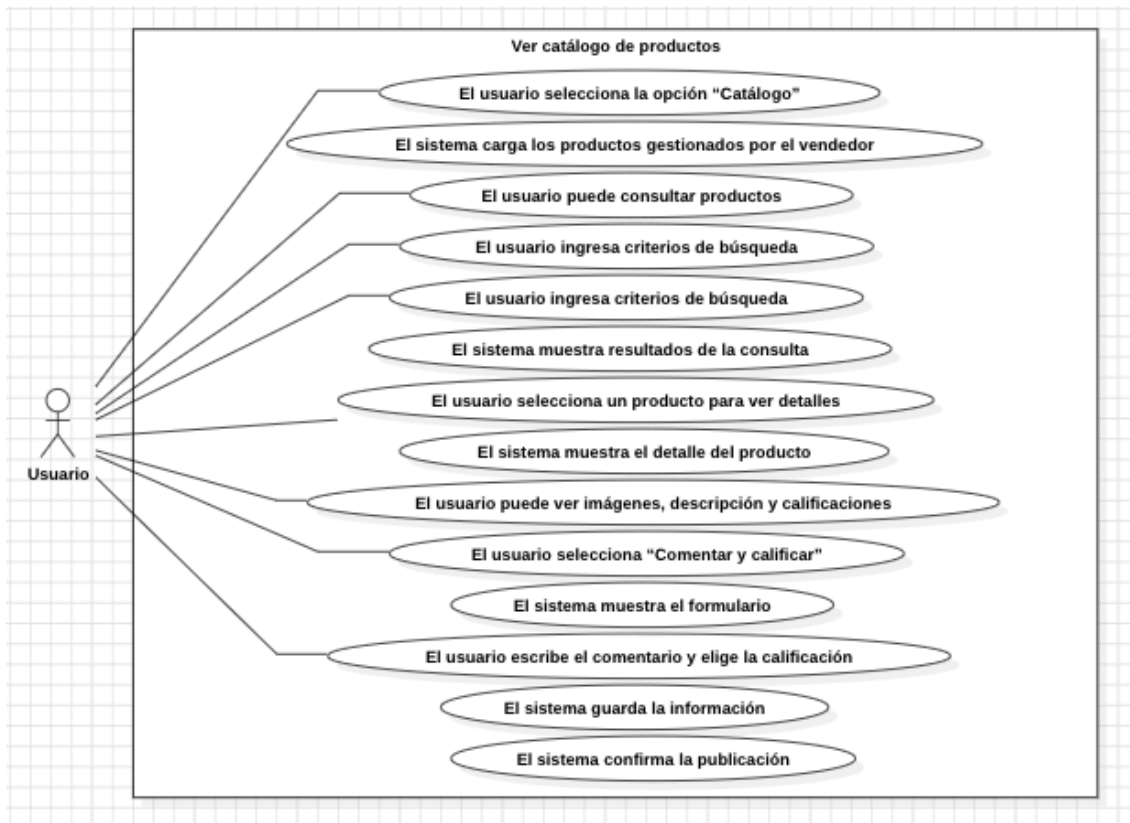 Ver catálogo de productos
El usuario selecciona la opción “Catálogo”
El sistema carga los productos gestionados por el vendedor
El usuario puede consultar productos
El usuario ingresa criterios de búsqueda
El usuario ingresa criterios de búsqueda
El sistema muestra resultados de la consulta
El usuario selecciona un producto para ver detalles
El sistema muestra el detalle del producto
Usuario
El usuario puede ver imágenes, descripción y calificaciones
El usuario selecciona “Comentar y calificar”
El sistema muestra el formulario
El usuario escribe el comentario y elige la calificación
El sistema guarda la información
El sistema confirma la publicación